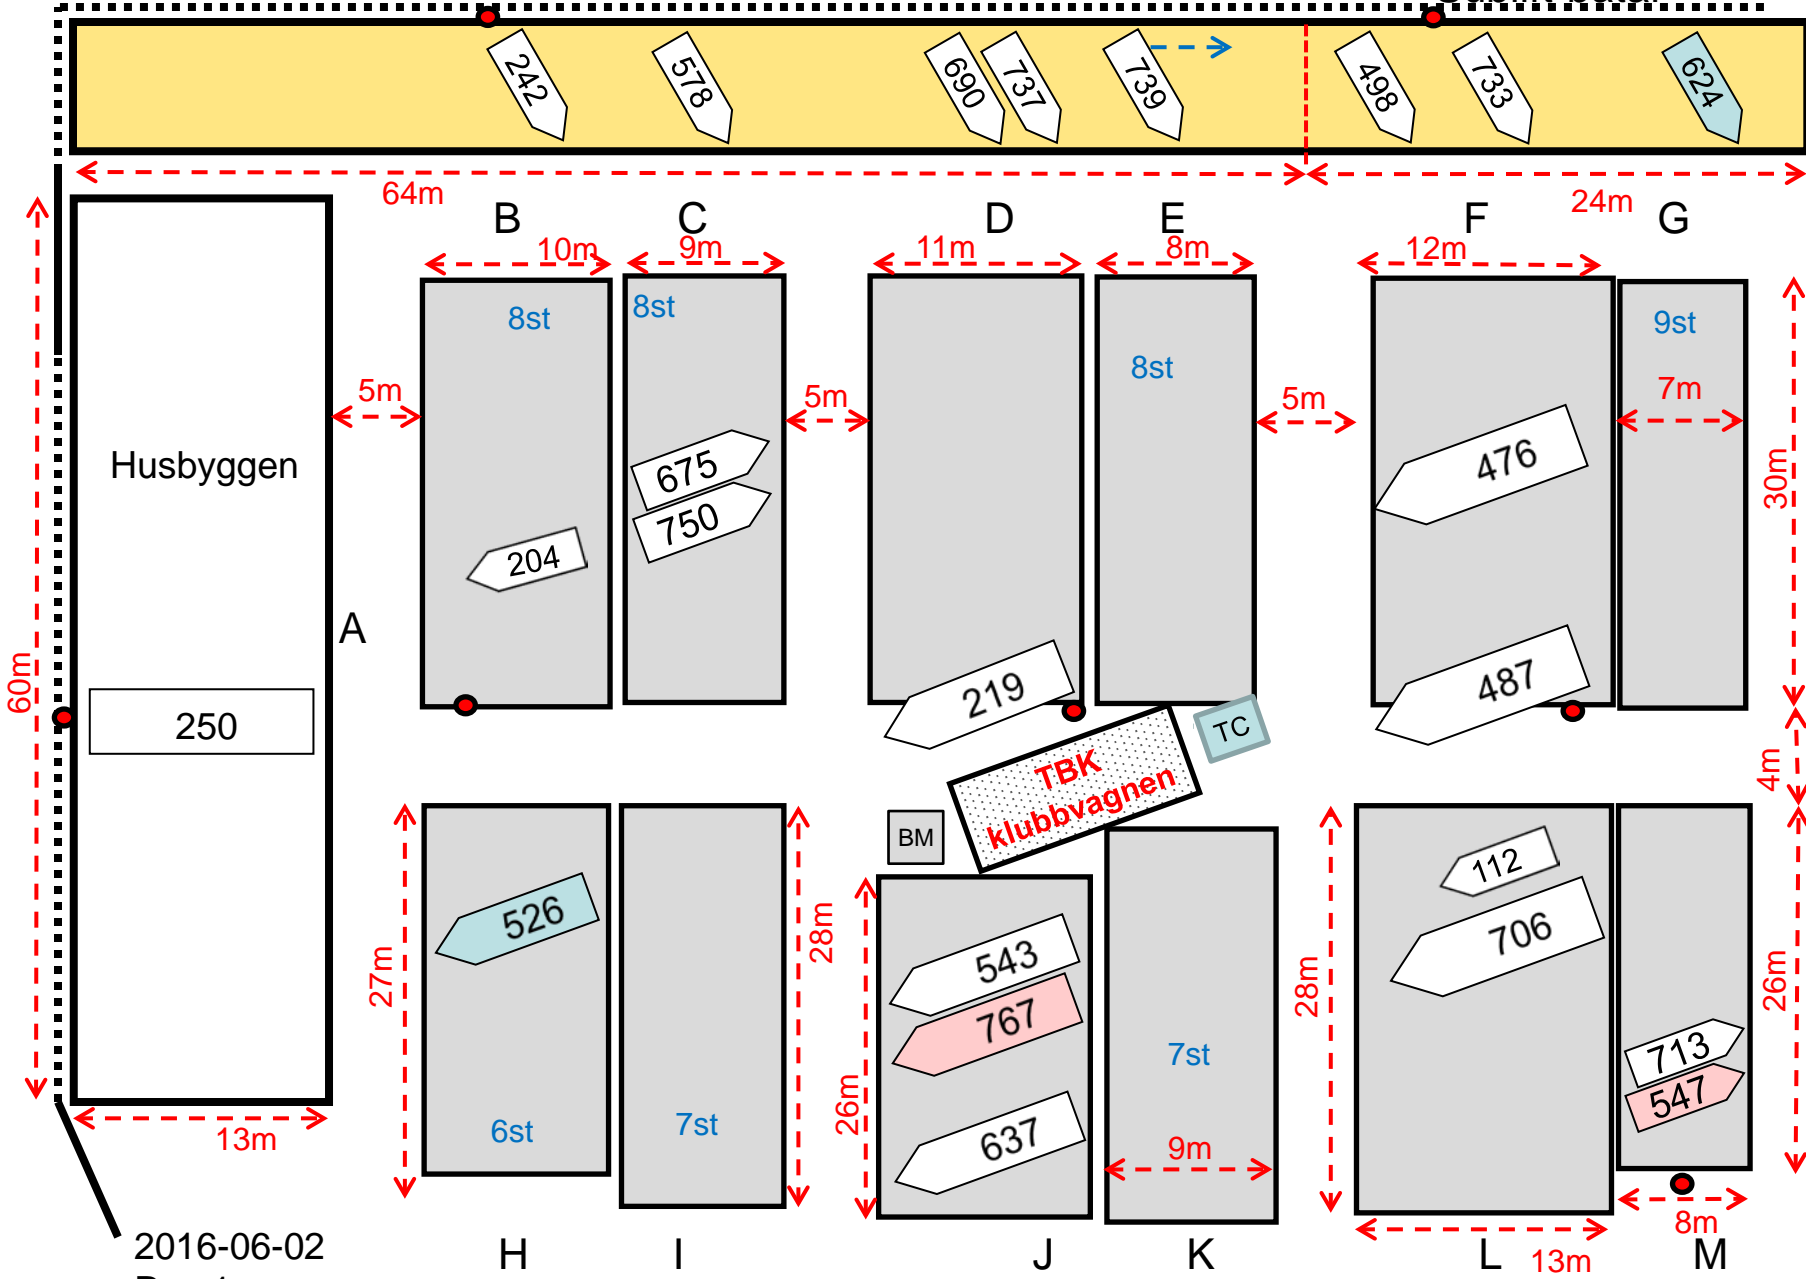 242
578
690
737
739
498
733
624
64m
24m
B
C
D
E
F
G
10m
9m
11m
8m
12m
8st
8st
8st
9st
5m
5m
5m
7m
Husbyggen
675
750
204
476
30m
A
60m
250
219
487
TC
TBK
klubbvagnen
BM
4m
112
706
526
543
767
637
27m
28m
26m
28m
26m
713
547
7st
6st
7st
9m
13m
8m
13m
2016-06-02
H
I
J
K
L
M